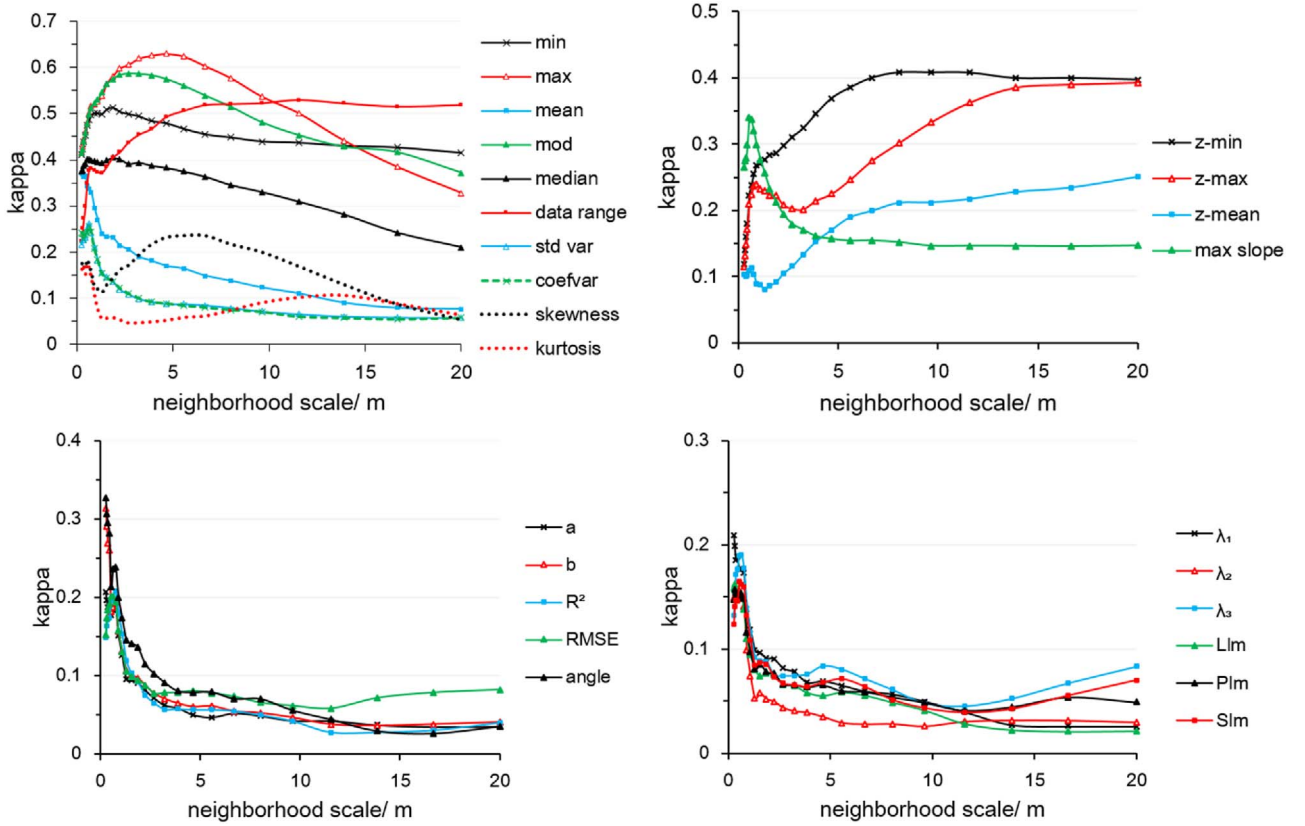 0.7
0.6
0.5
0.4
0.3
0.2
0.1
0
kappa
0 5 10 15 20
neighborhood scale/ m
min
max
mean
mod
median
data range
std var
coefvar
skewness
kurtosis
0.5
0.4
0.3
0.2
0.1
0
kappa
0 5 10 15 20
neighborhood scale/ m
z-min
z-max
z-mean
max slope
0.4
0.3
0.2
0.1
0
kappa
0 5 10 15 20
neighborhood scale/ m
a
b
R²
RMSE
angle
0.3
0.2
0.1
0
kappa
0 5 10 15 20
neighborhood scale/ m
λ₁
λ₂
λ₃
Llm
Plm
Slm